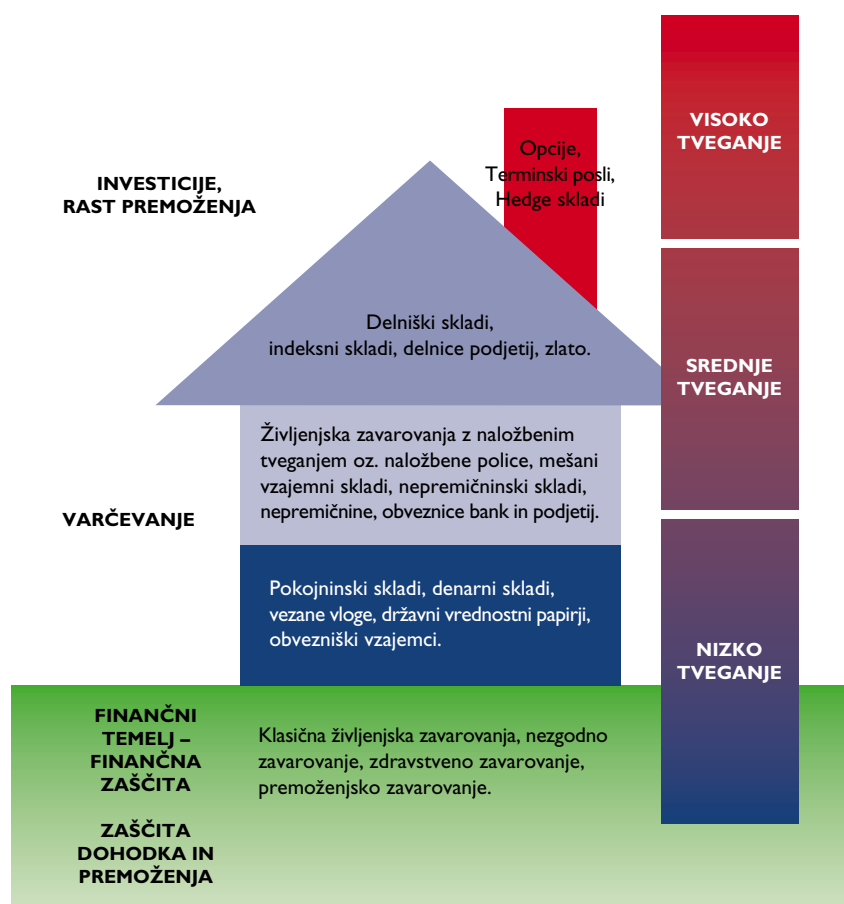 VISOKO
TVEGANJE
Opcije,
Terminski posli,
Hedge skladi
INVESTICIJE,
RAST PREMOŽENJA
Delniški skladi,
indeksni skladi, delnice podjetij, zlato.
SREDNJE
TVEGANJE
Življenjska zavarovanja z naložbenim
tveganjem oz. naložbene police, mešani
vzajemni skladi, nepremičninski skladi,
nepremičnine, obveznice bank in podjetij.
VARČEVANJE
Pokojninski skladi, denarni skladi,
vezane vloge, državni vrednostni papirji,
obvezniški vzajemci.
NIZKO
TVEGANJE
FINANČNI
TEMELJ –
FINANČNA
ZAŠČITA
Klasična življenjska zavarovanja, nezgodno
zavarovanje, zdravstveno zavarovanje,
premoženjsko zavarovanje.
ZAŠČITA
DOHODKA IN
PREMOŽENJA